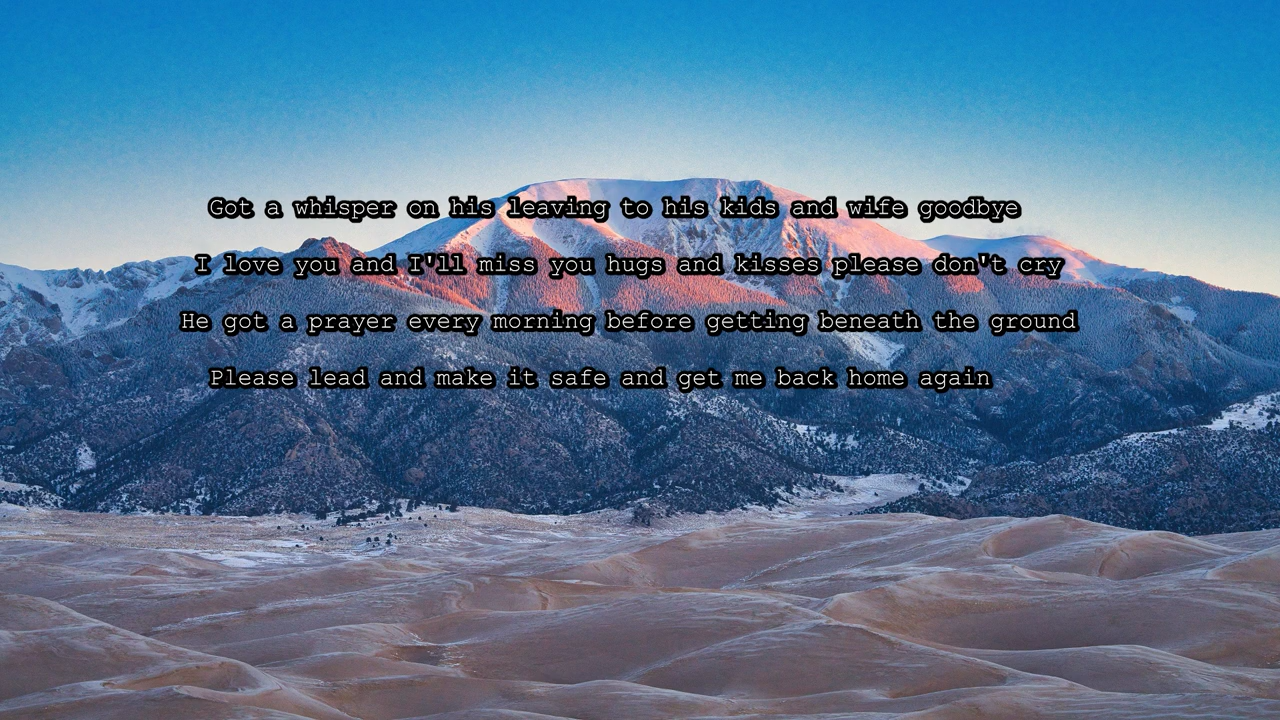 Got a whisper on his leaving to his kids and wife goodbye
I love you and I'll miss you hugs and kisses please don't cry
He got a prayer every morning before getting beneath the ground
Please lead and make it safe and get me back home again